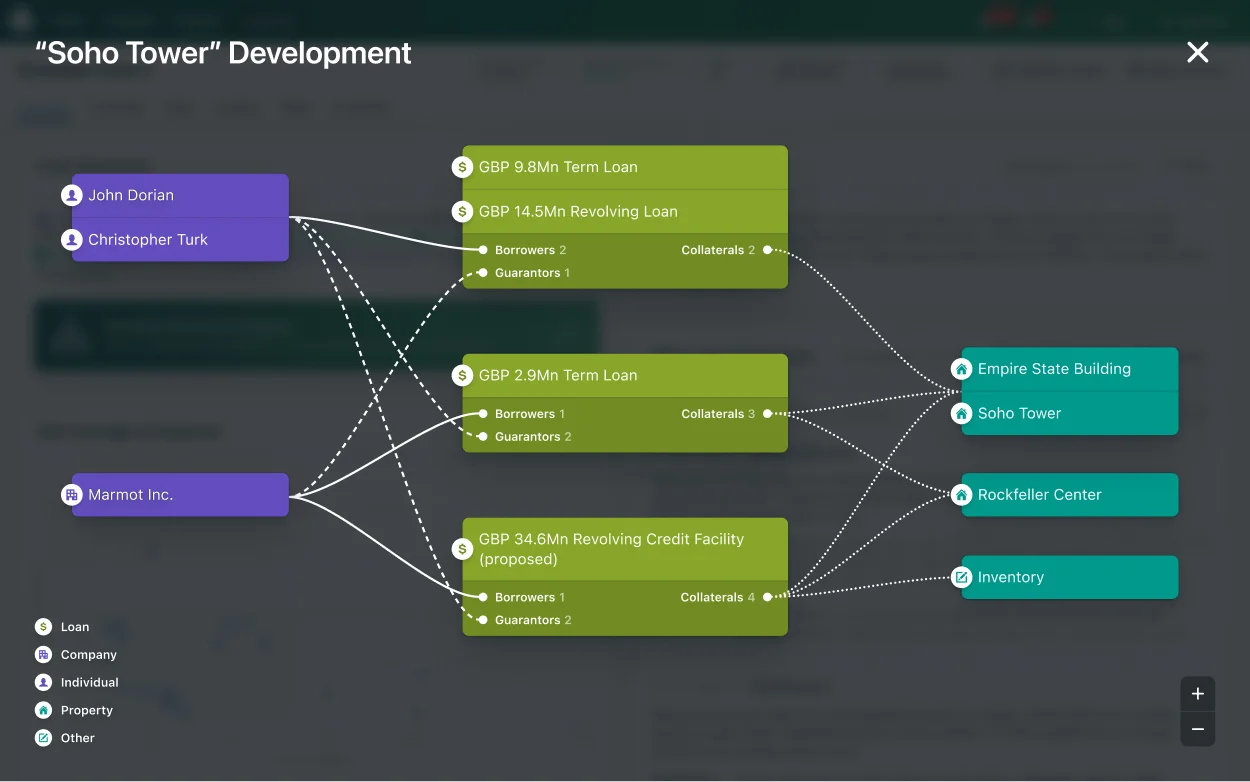 “Soho Tower” Development
John Dorian
Christopher Turk
Marmot Inc.
GBP 9.8Mn Term Loan
GBP 14.5Mn Revolving Loan
Borrowers 2 Collaterals 2
Guarantors 1
GBP 2.9Mn Term Loan
Borrowers 1 Collaterals 3
Guarantors 2
GBP 34.6Mn Revolving Credit Facility
(proposed)
Borrowers 1 Collaterals 4
Guarantors 2
Empire State Building
Soho Tower
Rockfeller Center
Inventory
Loan
Company
Individual
Property
Other